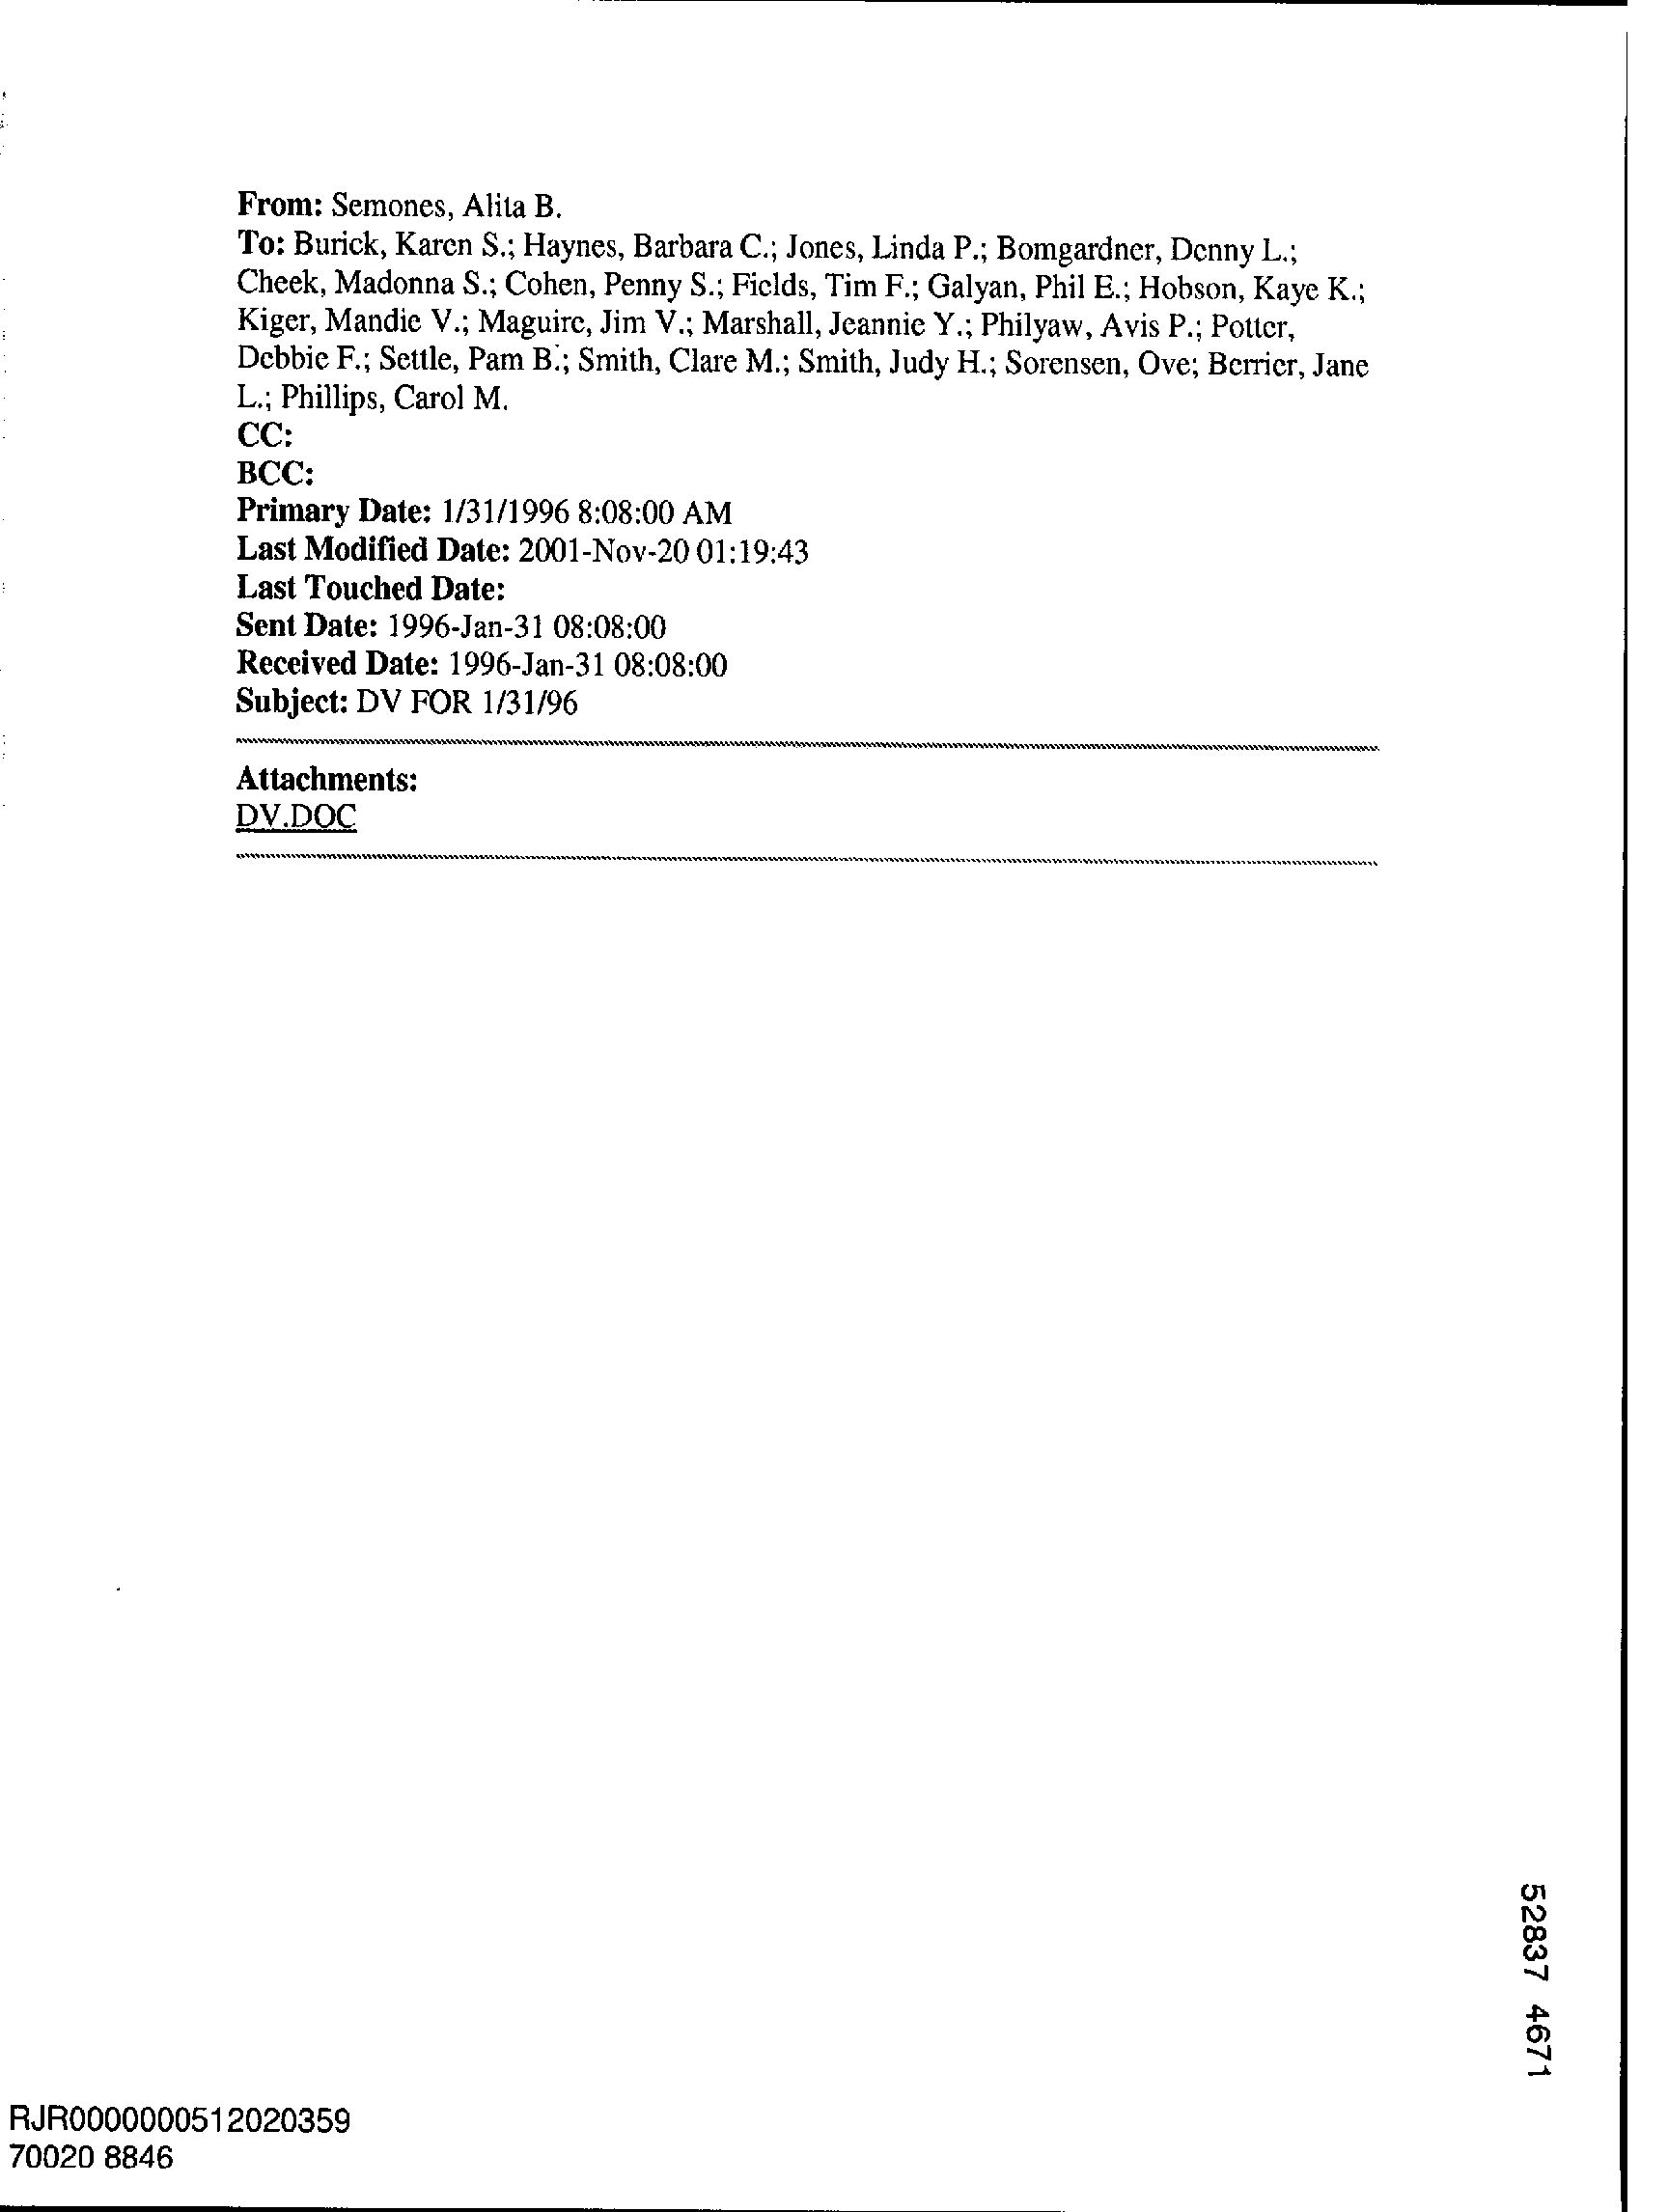 From: Semones, Alita B.
To: Burick, Karen S.; Haynes, Barbara C.; Jones, Linda P.; Bomgardner, Denny L.;
Cheek, Madonna S.; Cohen, Penny S.; Fields, Tim F.; Galyan, Phil E.; Hobson, Kaye K.;
Kiger, Mandie V.; Maguire, Jim V.; Marshall, Jeannie Y.; Philyaw, Avis P.; Potter,
Debbie F.; Settle, Pam B.; Smith, Clare M.; Smith, Judy H.; Sorensen, Ove; Berrier, Jane
L.; Phillips, Carol M.
CC:
BCC:
Primary Date: 1/31/1996 8:08:00 AM
Last Modified Date: 2001-Nov-20 01:19:43
Last Touched Date:
Sent Date: 1996-Jan-31 08:08:00
Received Date: 1996-Jan-31 08:08:00
Subject: DV FOR 1/31/96
Attachments:
DV.DOC
52837 4671
RJR0000000512020359
70020 8846